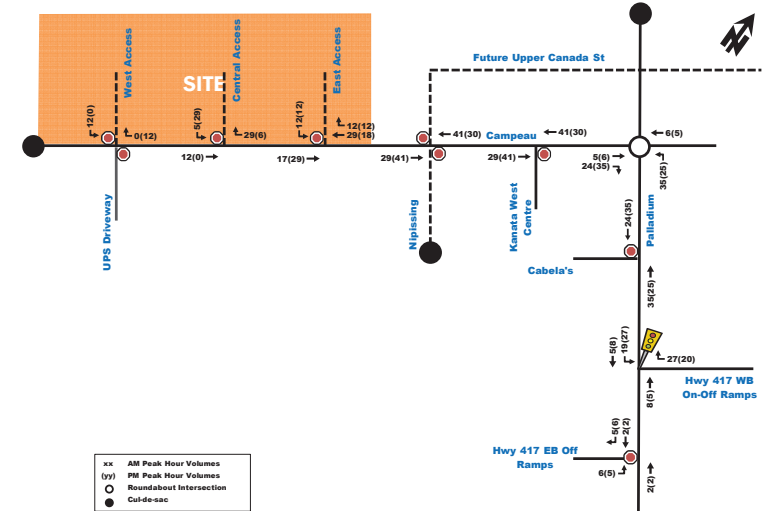 Future Upper Canada St
West Access
Central Access
East Access
SITE
12(0)
0(12)
5(29)
29(6)
12(12)
12(12)
29(18)
41(30)
Campeau
41(30)
6(5)
12(0)
17(29)
29(41)
29(41)
5(6)
24(35)
35(25)
UPS Driveway
Nipissing
Kanata West
Centre
24(35)
Palladium
Cabela's
35(25)
5(8)
19(27)
27(20)
Hwy 417 WB
On-Off Ramps
8(5)
5(6)
2(2)
Hwy 417 EB Off
Ramps
6(5)
2(2)
xx AM Peak Hour Volumes
(yy) PM Peak Hour Volumes
Roundabout Intersection
Cul-de-sac